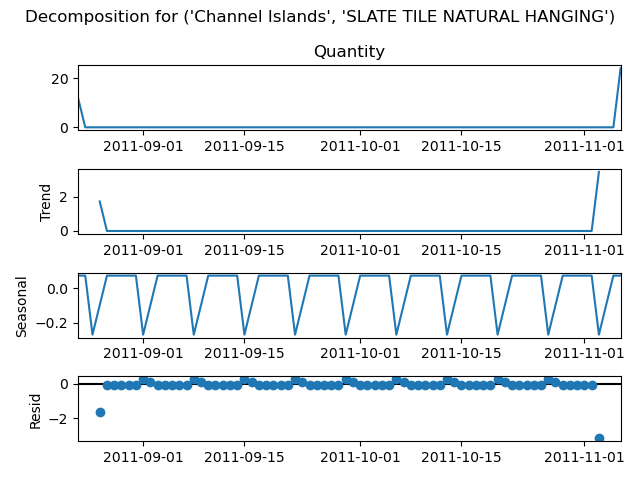 Decomposition for ('Channel Islands', 'SLATE TILE NATURAL HANGING')
Quantity
20
0
2011-09-01 2011-09-15 2011-10-01 2011-10-15 2011-11-01
Trend
2
0
2011-09-01 2011-09-15 2011-10-01 2011-10-15 2011-11-01
Seasonal
0.0
−0.2
2011-09-01 2011-09-15 2011-10-01 2011-10-15 2011-11-01
Resid
0
−2
2011-09-01 2011-09-15 2011-10-01 2011-10-15 2011-11-01